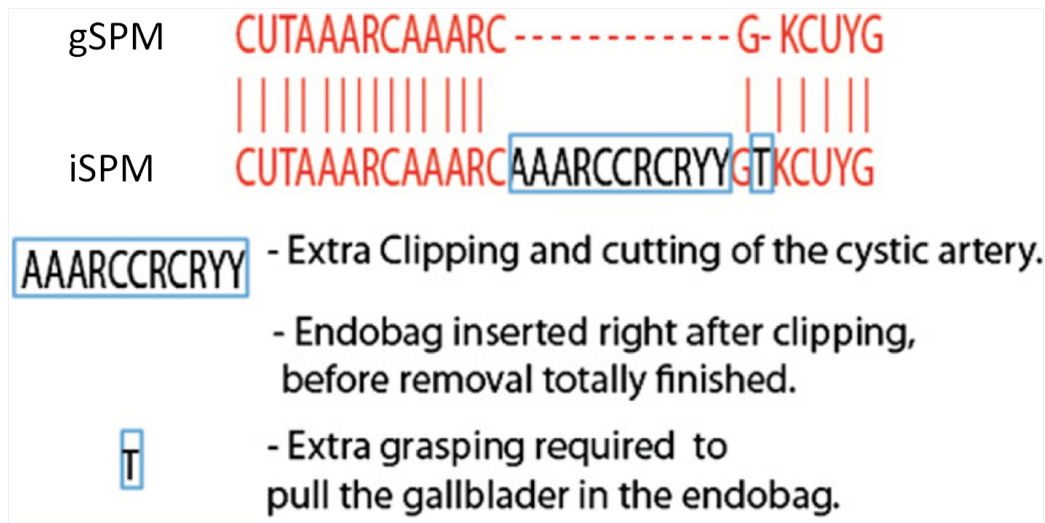 gSPM CUTAAARCAAARC------------G- KCUYG
iSPM CUTAAARCAAARCAAARCCRCRYYGTKCUYG
AAARCCRCRYY - Extra Clipping and cutting of the cystic artery.
- Endobag inserted right after clipping,
before removal totally finished.
T - Extra grasping required to
pull the gallblader in the endobag.